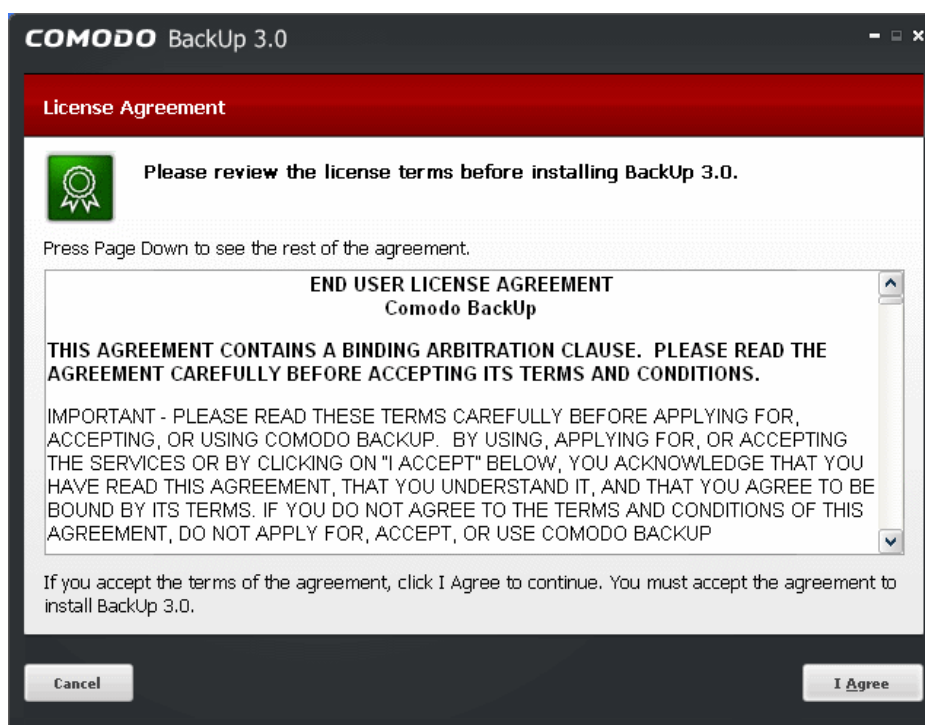 COMODO BackUp 3.0
License Agreement
Please review the license terms before installing BackUp 3.0.
Press Page Down to see the rest of the agreement.
END USER LICENSE AGREEMENT
Comodo BackUp
THIS AGREEMENT CONTAINS A BINDING ARBITRATION CLAUSE.  PLEASE READ THE
AGREEMENT CAREFULLY BEFORE ACCEPTING ITS TERMS AND CONDITIONS.
IMPORTANT - PLEASE READ THESE TERMS CAREFULLY BEFORE APPLYING FOR,
ACCEPTING, OR USING COMODO BACKUP.  BY USING, APPLYING FOR, OR ACCEPTING
THE SERVICES OR BY CLICKING ON "I ACCEPT" BELOW, YOU ACKNOWLEDGE THAT YOU
HAVE READ THIS AGREEMENT, THAT YOU UNDERSTAND IT, AND THAT YOU AGREE TO BE
BOUND BY ITS TERMS. IF YOU DO NOT AGREE TO THE TERMS AND CONDITIONS OF THIS
AGREEMENT, DO NOT APPLY FOR, ACCEPT, OR USE COMODO BACKUP
If you accept the terms of the agreement, click I Agree to continue. You must accept the agreement to
install BackUp 3.0.
Cancel
I Agree